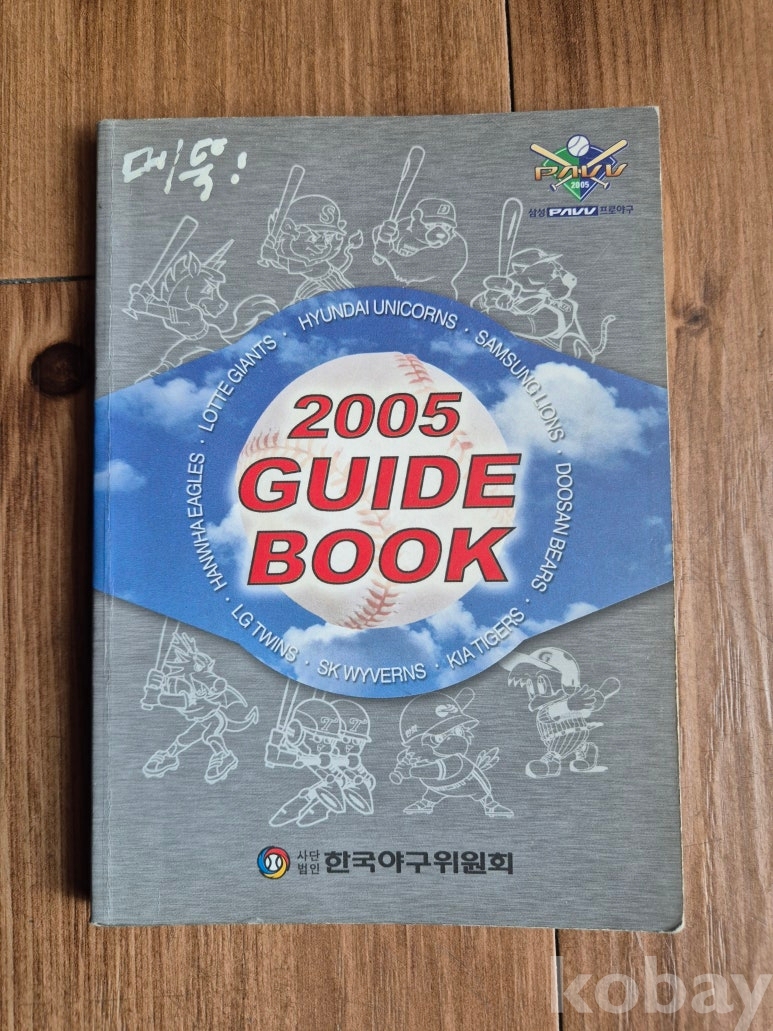 PAVV
2005
삼성 PAVV 프로야구
HYUNDAI UNICORNS · SAMSUNG LIONS · DOOSAN BEARS · KIA TIGERS · SK WYVERNS · LG TWINS · HANWHA EAGLES · LOTTE GIANTS ·
2005
GUIDE
BOOK
사단
법인 한국야구위원회
kobay